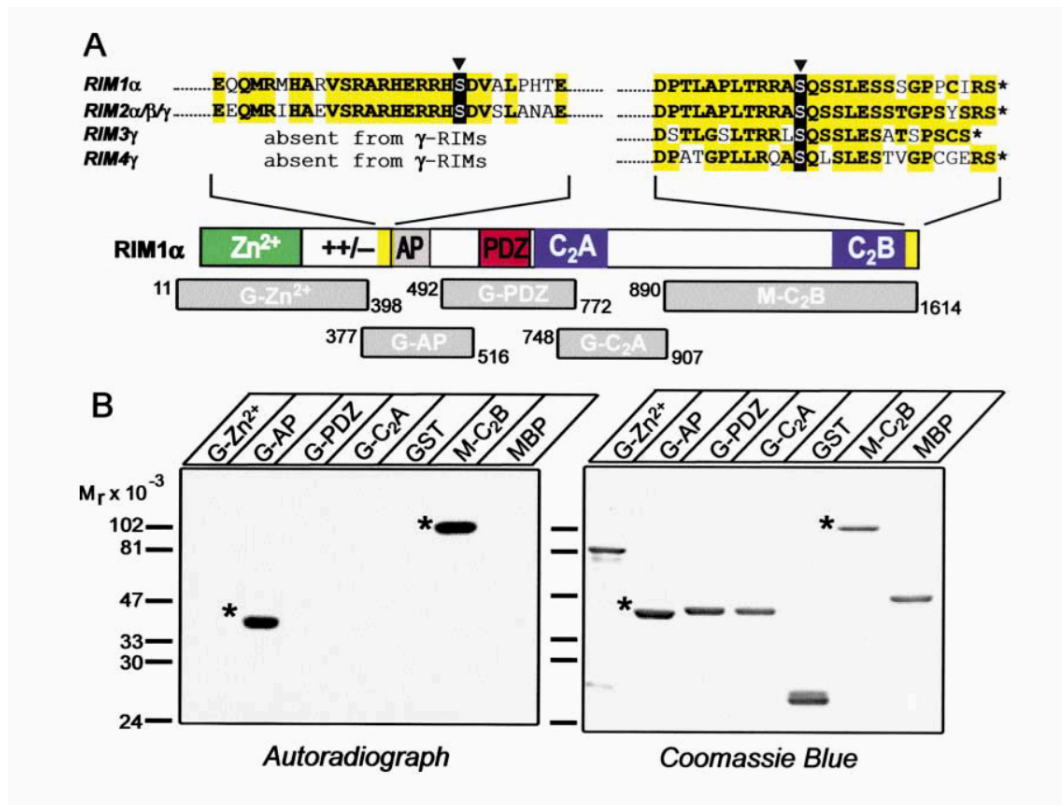 A
RIM1α ........EQQMRMHARVSRARHERRHSDVALPHTE........ ........DPTLAPLTRRASQSSLESSSGPPCIRS*
RIM2α/β/γ ........EEQMRIHAEVSRARHERRHSDVSLANAE........ ........DPTLAPLTRRASQSSLESSTGPSYSRS*
RIM3γ absent from γ-RIMs ........DSTLGSLTRRLSQSSLESATSPSCS*
RIM4γ absent from γ-RIMs ........DPATGPLLRQASQLSLESTVGPCGERS*
RIM1α Zn²⁺ ++/– AP PDZ C₂A C₂B
11 G-Zn²⁺ 398 492 G-PDZ 772 890 M-C₂B 1614
377 G-AP 516 748 G-C₂A 907
B
G-Zn²⁺ G-AP G-PDZ G-C₂A GST M-C₂B MBP G-Zn²⁺ G-AP G-PDZ G-C₂A GST M-C₂B MBP
Mr x 10⁻³
102 * *
81
47 * *
33
30
24
Autoradiograph Coomassie Blue